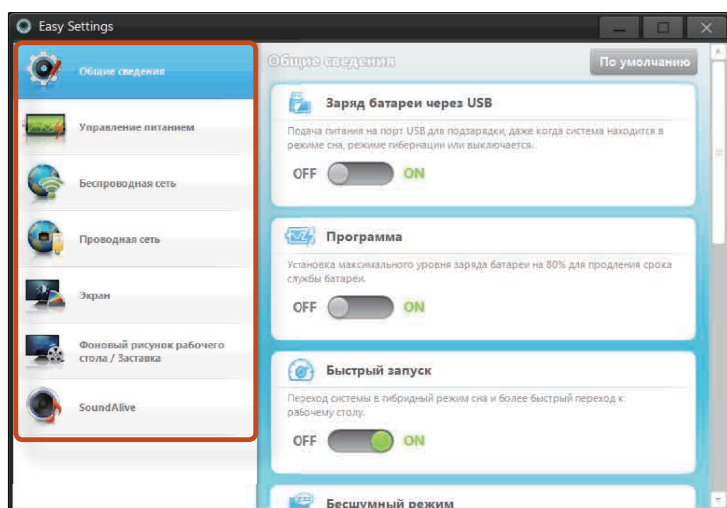 Easy Settings
Общие сведения
Управление питанием
Беспроводная сеть
Проводная сеть
Экран
Фоновый рисунок рабочего
стола / Заставка
SoundAlive
Общие сведения
По умолчанию
Заряд батареи через USB
Подача питания на порт USB для подзарядки, даже когда система находится в
режиме сна, режиме гибернации или выключается.
OFF ON
Программа
Установка максимального уровня заряда батареи на 80% для продления срока
службы батареи.
OFF ON
Быстрый запуск
Переход системы в гибридный режим сна и более быстрый переход к
рабочему столу.
OFF ON
Бесшумный режим